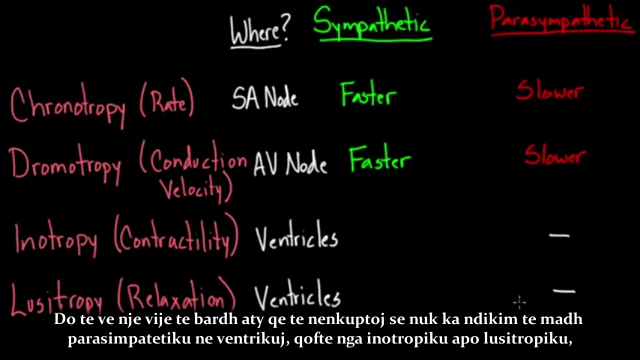 Where? Sympathetic Parasympathetic
Chronotropy (Rate) SA Node Faster Slower
Dromotropy (Conduction Velocity) AV Node Faster Slower
Inotropy (Contractility) Ventricles —
Lusitropy (Relaxation) Ventricles —
Do te ve nje vije te bardh aty qe te nenkuptoj se nuk ka ndikim te madh
parasimpatetiku ne ventrikuj, qofte nga inotropiku apo lusitropiku,